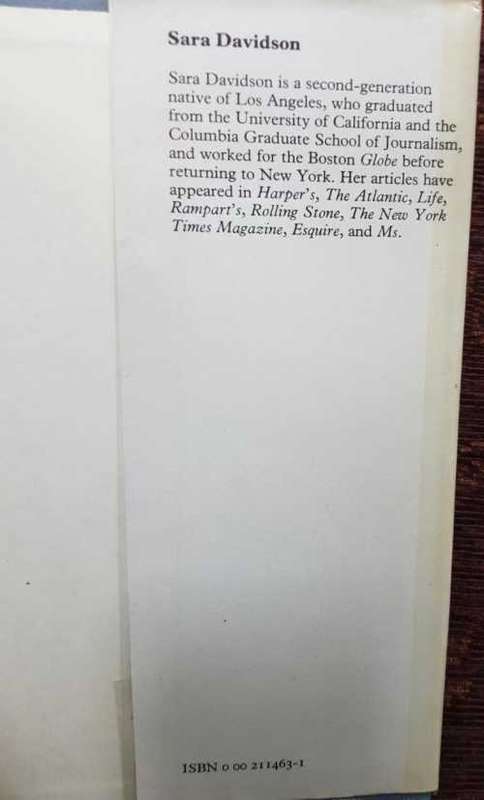 Sara Davidson
Sara Davidson is a second-generation
native of Los Angeles, who graduated
from the University of California and the
Columbia Graduate School of Journalism,
and worked for the Boston Globe before
returning to New York. Her articles have
appeared in Harper's, The Atlantic, Life,
Rampart's, Rolling Stone, The New York
Times Magazine, Esquire, and Ms.
ISBN 0 00 211463-1